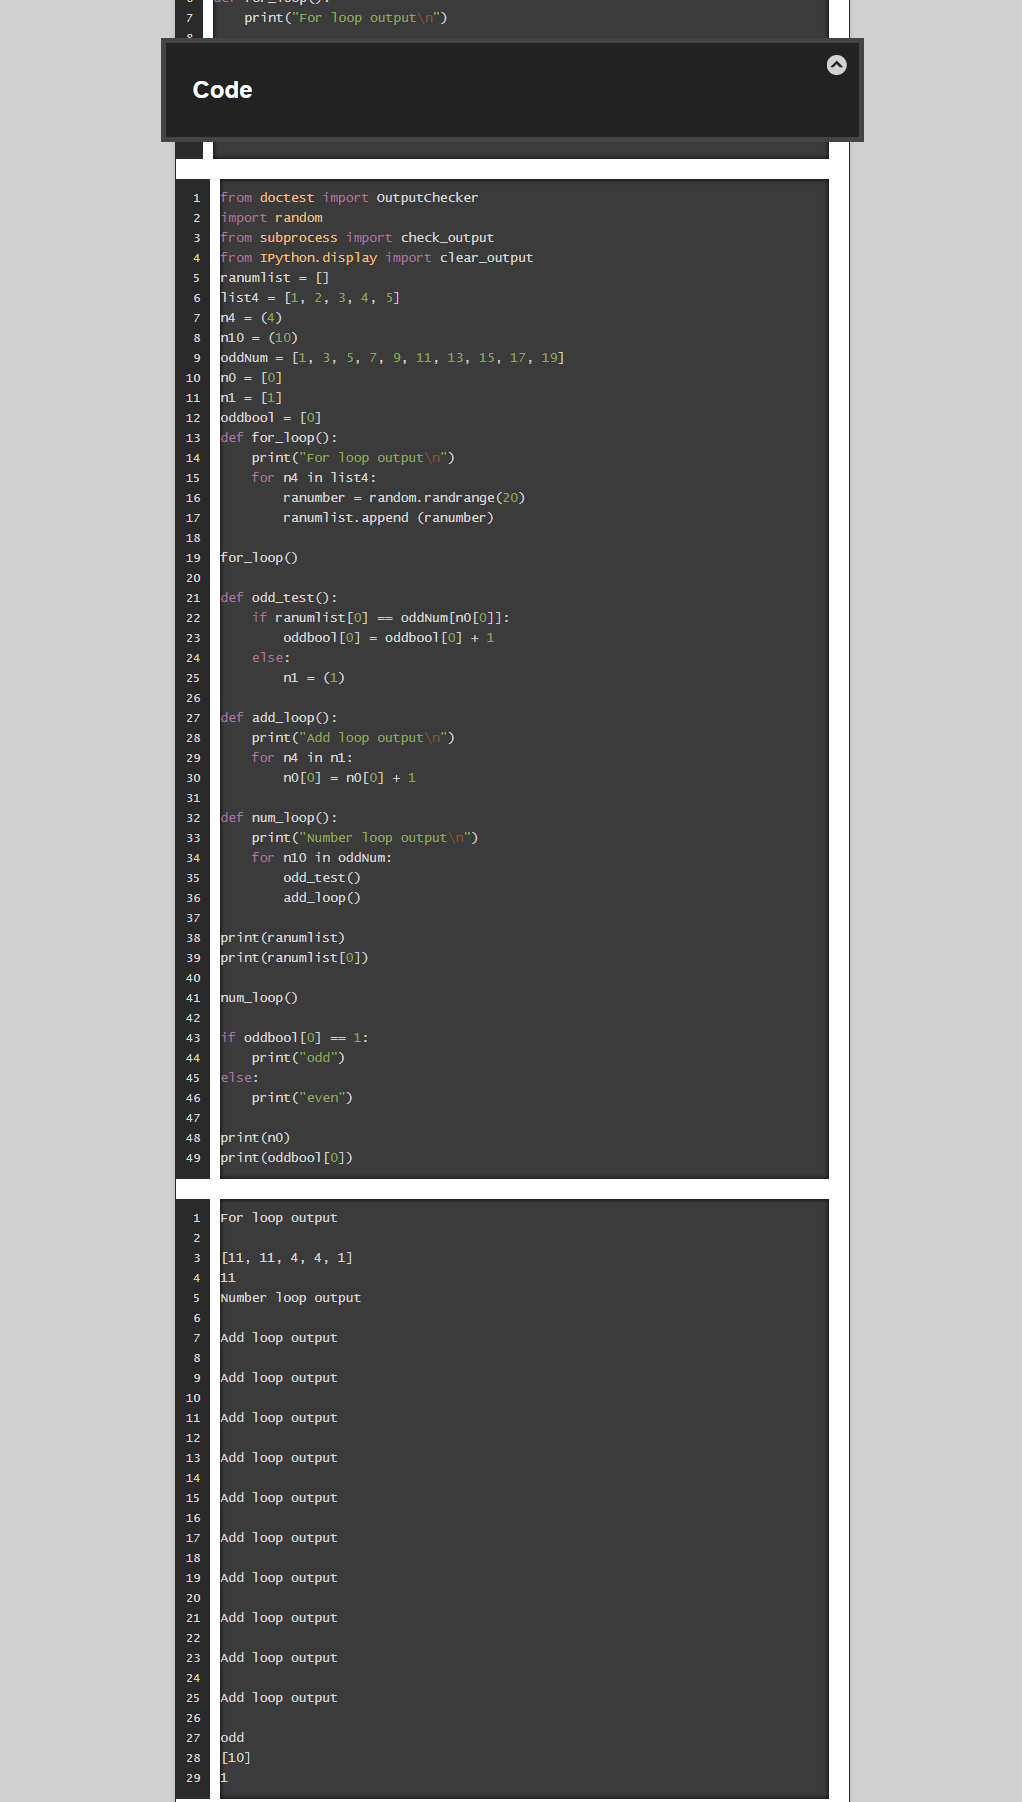 7 print("For loop output\n")
Code
1 from doctest import OutputChecker
2 import random
3 from subprocess import check_output
4 from IPython.display import clear_output
5 ranumlist = []
6 list4 = [1, 2, 3, 4, 5]
7 n4 = (4)
8 n10 = (10)
9 oddNum = [1, 3, 5, 7, 9, 11, 13, 15, 17, 19]
10 n0 = [0]
11 n1 = [1]
12 oddbool = [0]
13 def for_loop():
14     print("For loop output\n")
15     for n4 in list4:
16         ranumber = random.randrange(20)
17         ranumlist.append (ranumber)
18
19 for_loop()
20
21 def odd_test():
22     if ranumlist[0] == oddNum[n0[0]]:
23         oddbool[0] = oddbool[0] + 1
24     else:
25         n1 = (1)
26
27 def add_loop():
28     print("Add loop output\n")
29     for n4 in n1:
30         n0[0] = n0[0] + 1
31
32 def num_loop():
33     print("Number loop output\n")
34     for n10 in oddNum:
35         odd_test()
36         add_loop()
37
38 print(ranumlist)
39 print(ranumlist[0])
40
41 num_loop()
42
43 if oddbool[0] == 1:
44     print("odd")
45 else:
46     print("even")
47
48 print(n0)
49 print(oddbool[0])
1 For loop output
2
3 [11, 11, 4, 4, 1]
4 11
5 Number loop output
6
7 Add loop output
8
9 Add loop output
10
11 Add loop output
12
13 Add loop output
14
15 Add loop output
16
17 Add loop output
18
19 Add loop output
20
21 Add loop output
22
23 Add loop output
24
25 Add loop output
26
27 odd
28 [10]
29 1